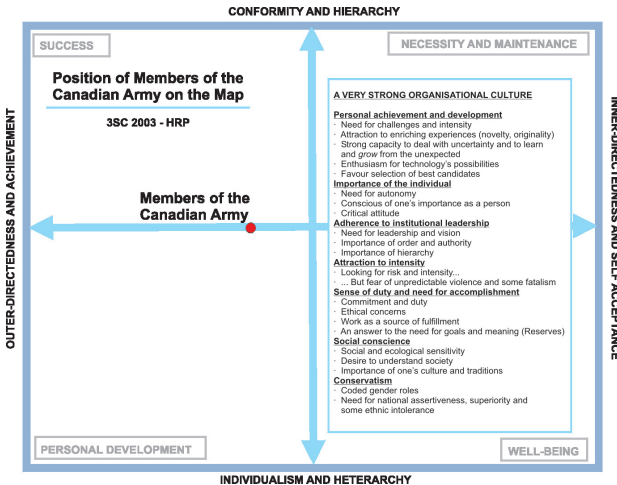 CONFORMITY AND HIERARCHY
SUCCESS
NECESSITY AND MAINTENANCE
Position of Members of the
Canadian Army on the Map
3SC 2003 - HRP
Members of the
Canadian Army
OUTER-DIRECTEDNESS AND ACHIEVEMENT
INNER-DIRECTEDNESS AND SELF ACCEPTANCE
A VERY STRONG ORGANISATIONAL CULTURE
Personal achievement and development
· Need for challenges and intensity
· Attraction to enriching experiences (novelty, originality)
· Strong capacity to deal with uncertainty and to learn
and grow from the unexpected
· Enthusiasm for technology's possibilities
· Favour selection of best candidates
Importance of the individual
· Need for autonomy
· Conscious of one's importance as a person
· Critical attitude
Adherence to institutional leadership
· Need for leadership and vision
· Importance of order and authority
· Importance of hierarchy
Attraction to intensity
· Looking for risk and intensity...
· ... But fear of unpredictable violence and some fatalism
Sense of duty and need for accomplishment
· Commitment and duty
· Ethical concerns
· Work as a source of fulfillment
· An answer to the need for goals and meaning (Reserves)
Social conscience
· Social and ecological sensitivity
· Desire to understand society
· Importance of one's culture and traditions
Conservatism
· Coded gender roles
· Need for national assertiveness, superiority and
some ethnic intolerance
PERSONAL DEVELOPMENT
WELL-BEING
INDIVIDUALISM AND HETERARCHY